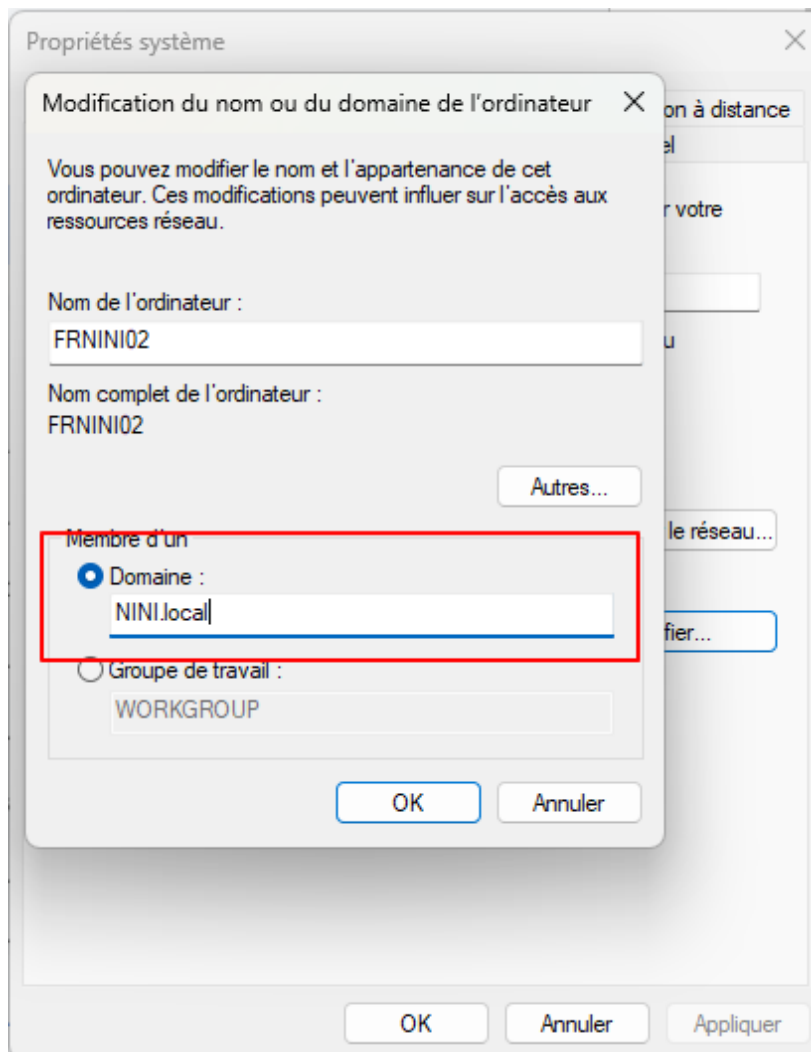 Propriétés système
Modification du nom ou du domaine de l'ordinateur
on à distance
el
Vous pouvez modifier le nom et l'appartenance de cet
ordinateur. Ces modifications peuvent influer sur l'accès aux
ressources réseau.
r votre
Nom de l'ordinateur :
FRNINI02
u
Nom complet de l'ordinateur :
FRNINI02
Autres...
le réseau...
Membre d'un
Domaine :
NINI.local
fier...
Groupe de travail :
WORKGROUP
OK
Annuler
OK
Annuler
Appliquer